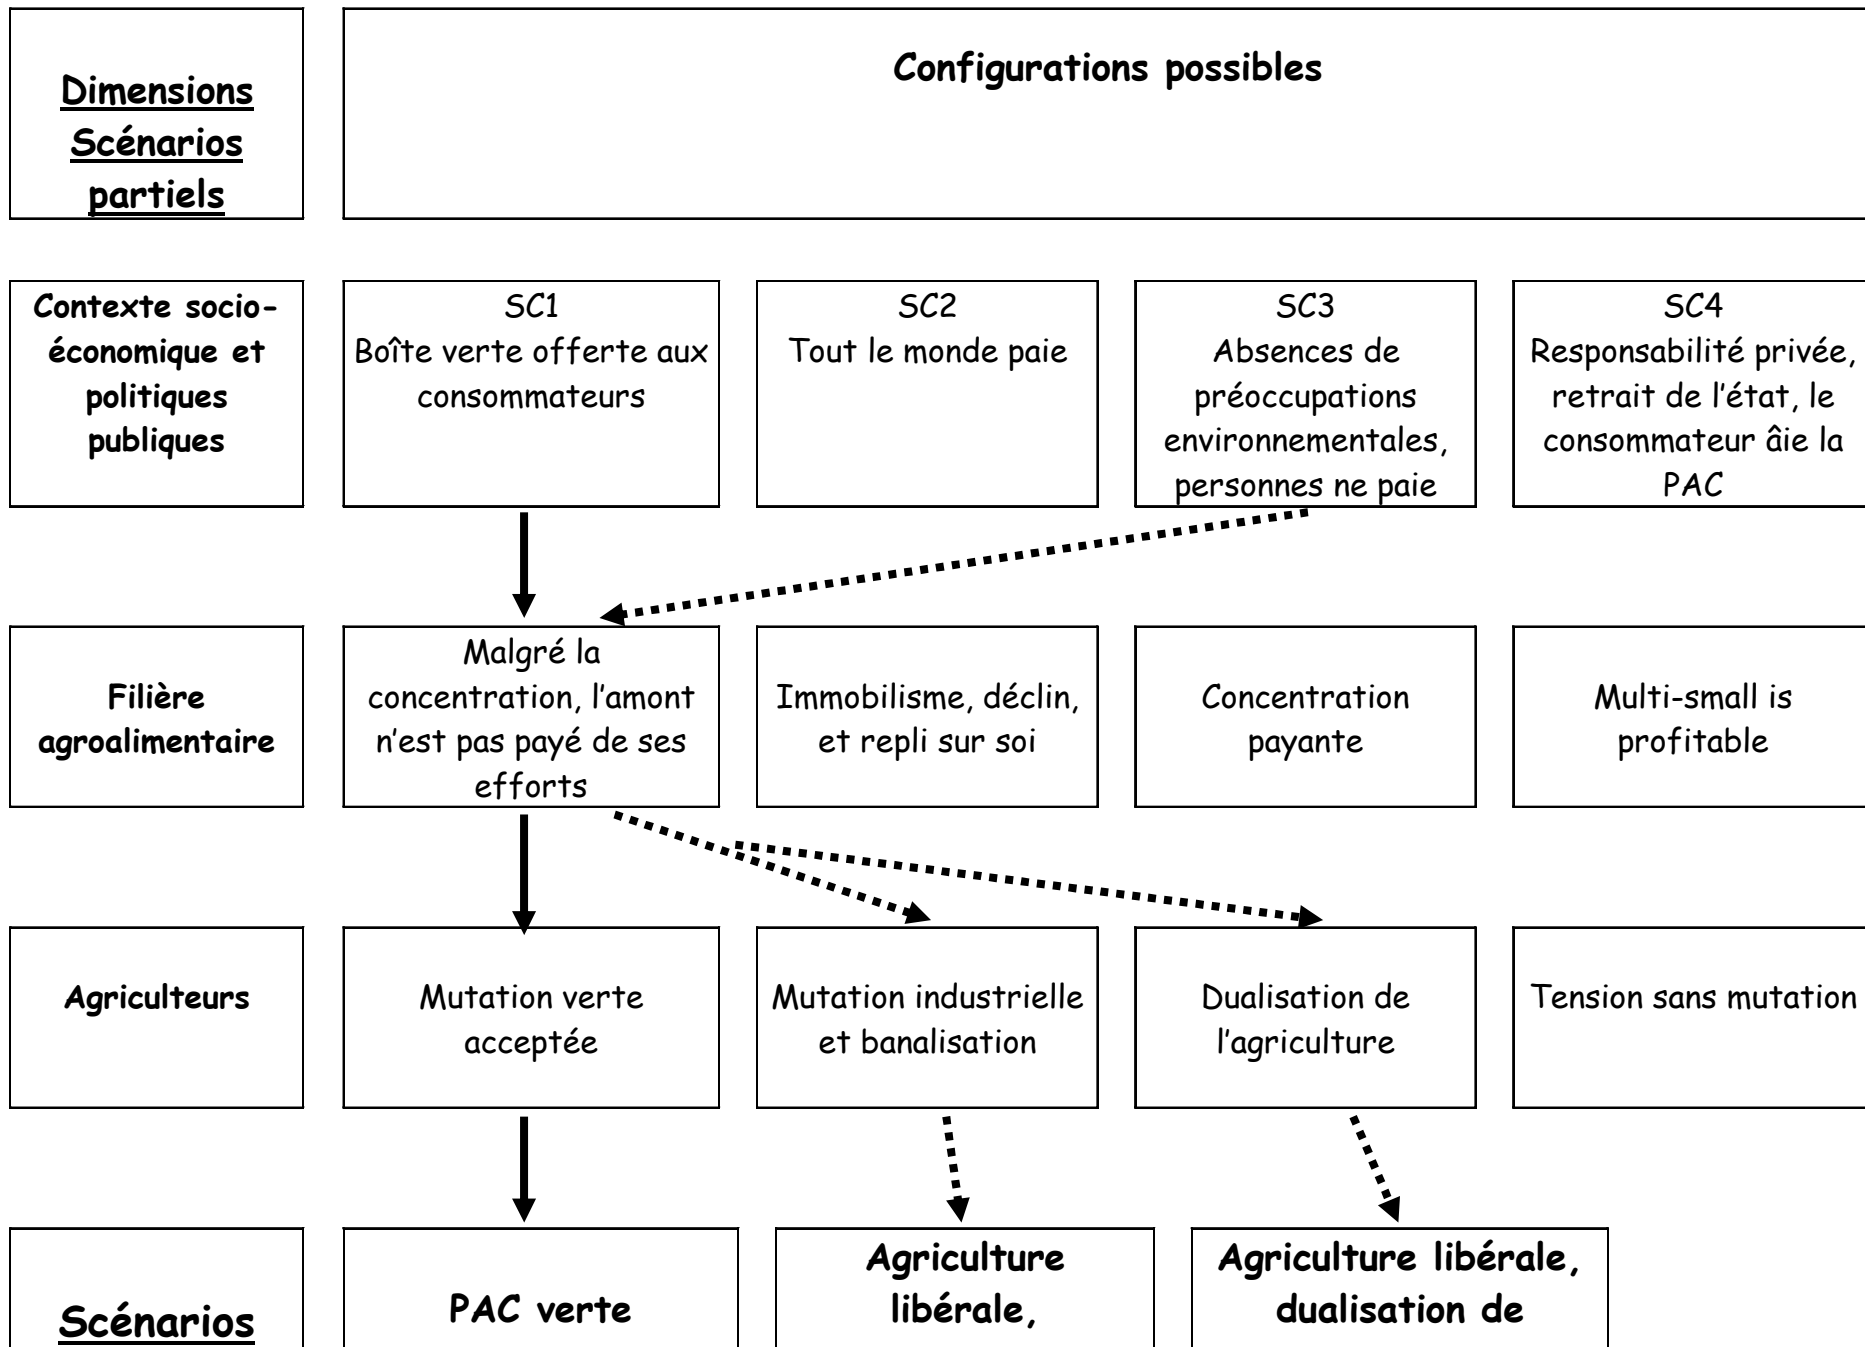 Dimensions
Scénarios
partiels
Configurations possibles
Contexte socio-
économique et
politiques
publiques
SC1
Boîte verte offerte aux
consommateurs
SC2
Tout le monde paie
SC3
Absences de
préoccupations
environnementales,
personnes ne paie
SC4
Responsabilité privée,
retrait de l'état, le
consommateur âie la
PAC
Filière
agroalimentaire
Malgré la
concentration, l'amont
n'est pas payé de ses
efforts
Immobilisme, déclin,
et repli sur soi
Concentration
payante
Multi-small is
profitable
Agriculteurs
Mutation verte
acceptée
Mutation industrielle
et banalisation
Dualisation de
l'agriculture
Tension sans mutation
Scénarios
PAC verte
Agriculture
libérale,
Agriculture libérale,
dualisation de